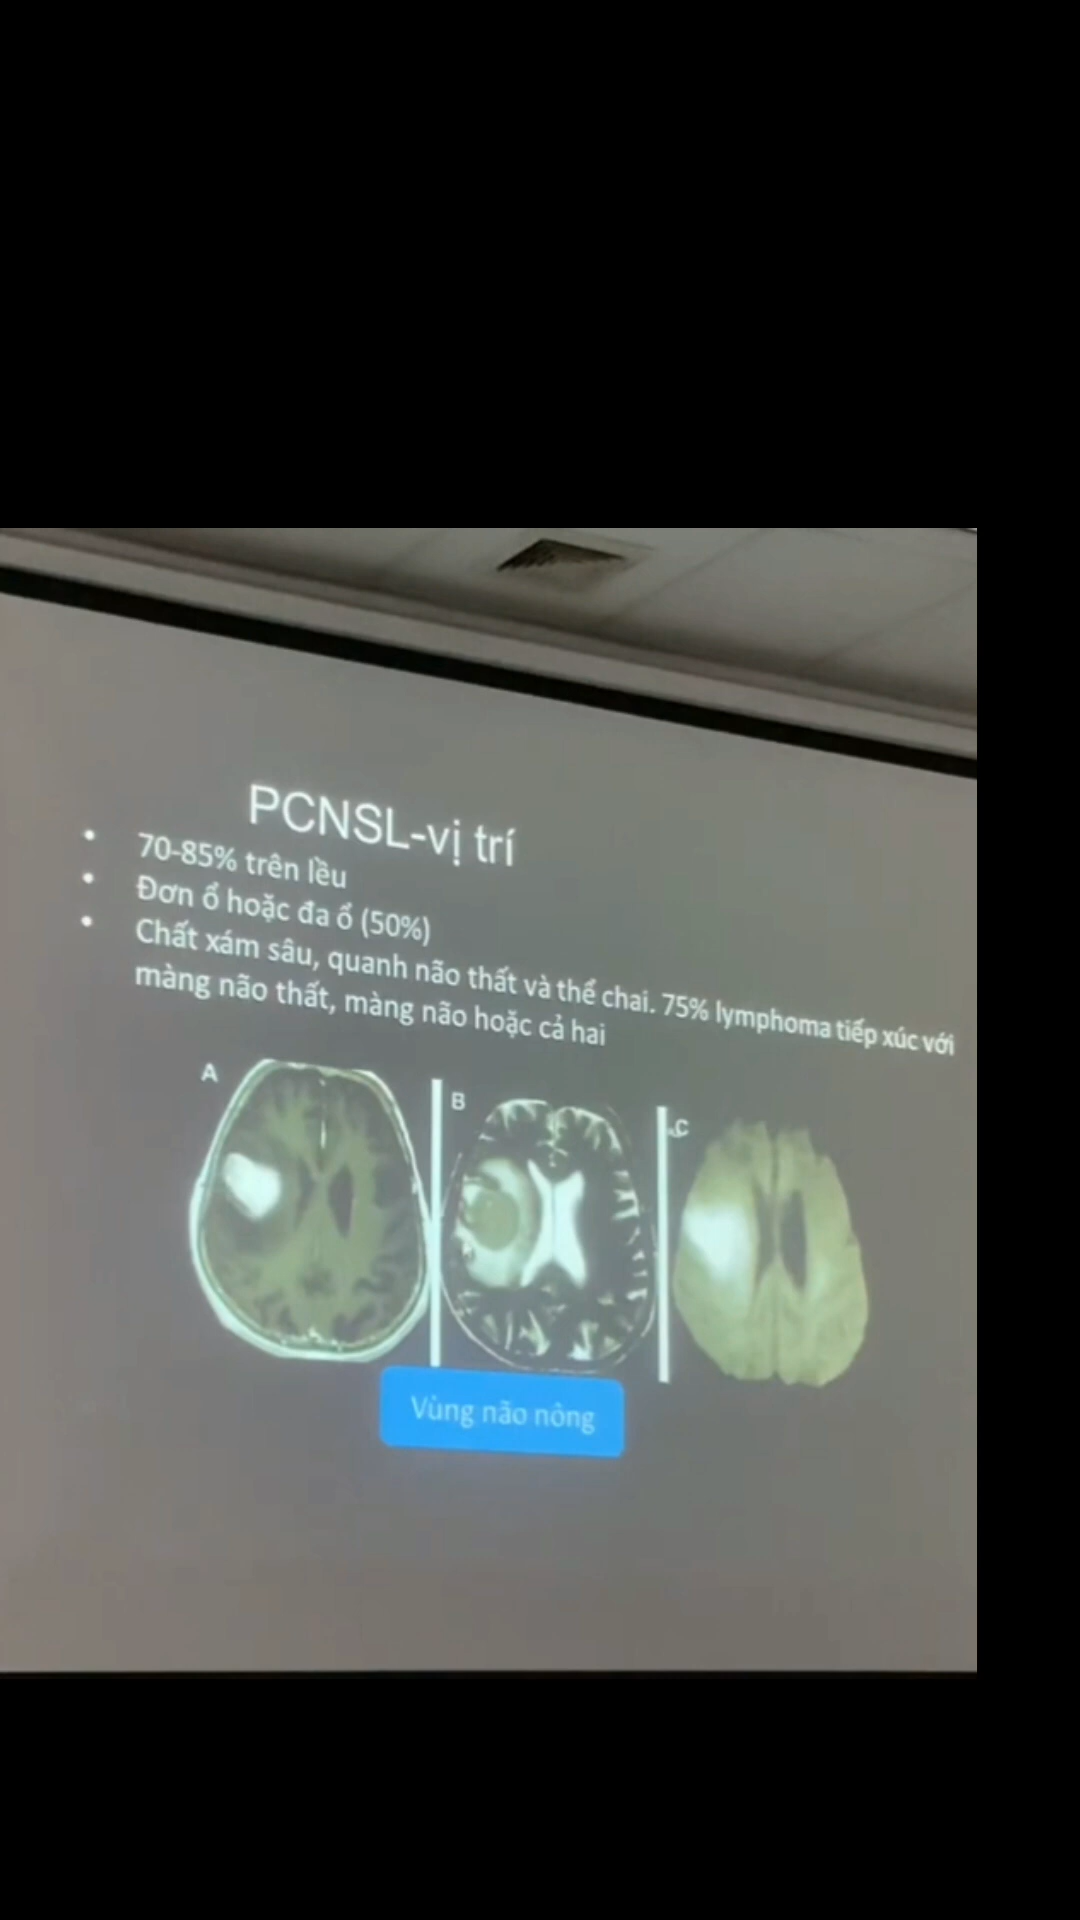 PCNSL-vị trí
• 70-85% trên lều
• Đơn ổ hoặc đa ổ (50%)
• Chất xám sâu, quanh não thất và thể chai. 75% lymphoma tiếp xúc với
màng não thất, màng não hoặc cả hai
A
B
C
Vùng não nông